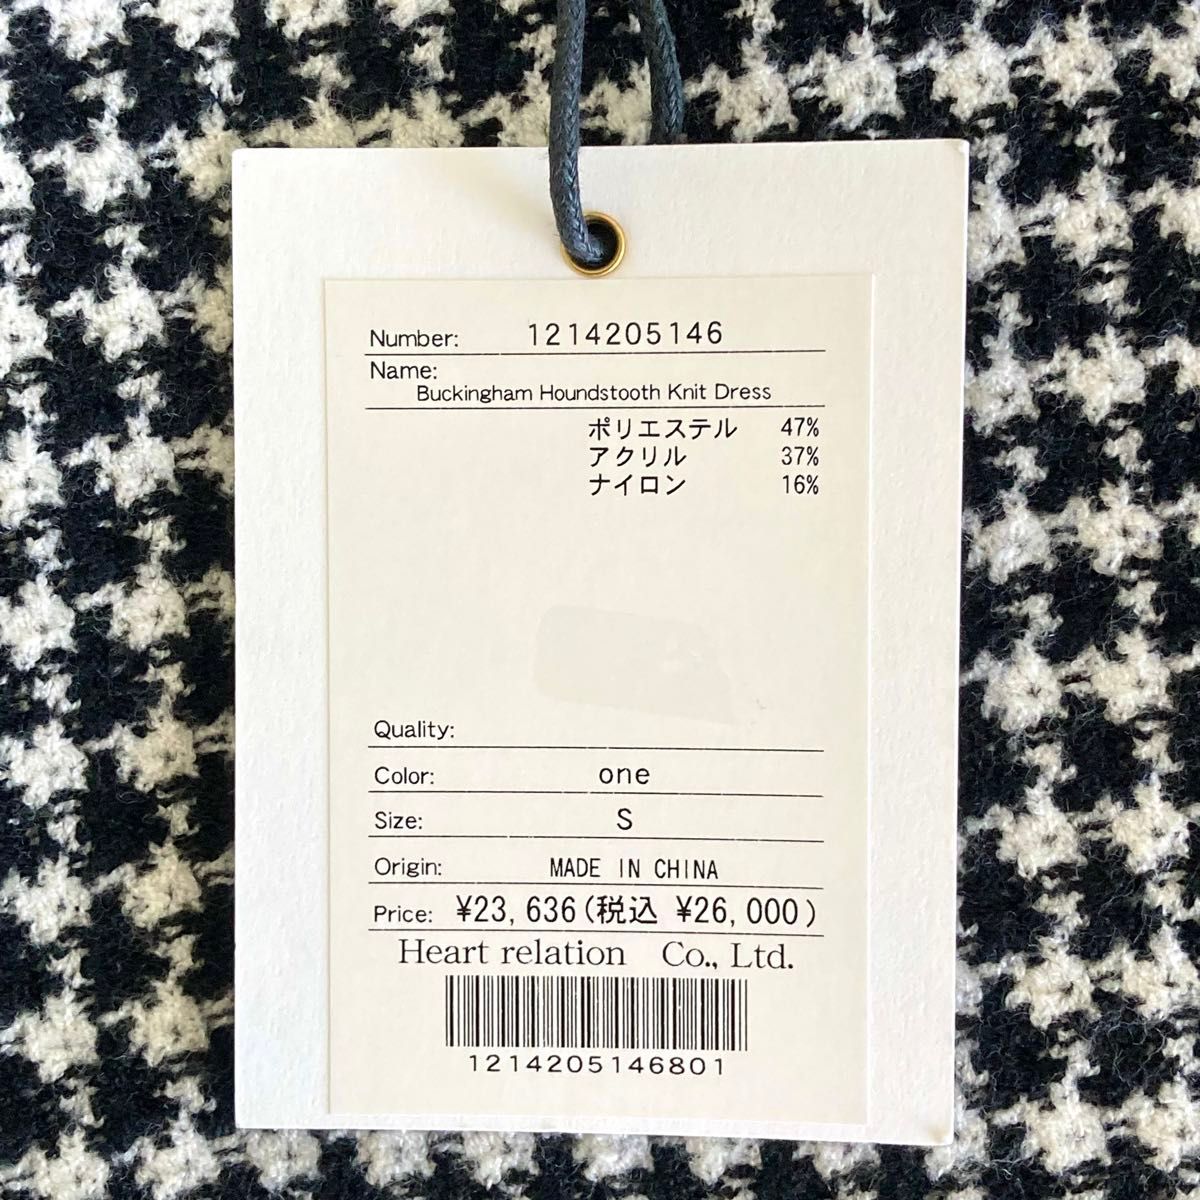 Number: 1214205146
Name:
Buckingham Houndstooth Knit Dress
ポリエステル 47%
アクリル 37%
ナイロン 16%
Quality:
Color: one
Size: S
Origin: MADE IN CHINA
Price: ¥23,636(税込 ¥26,000)
Heart relation Co., Ltd.
1214205146801